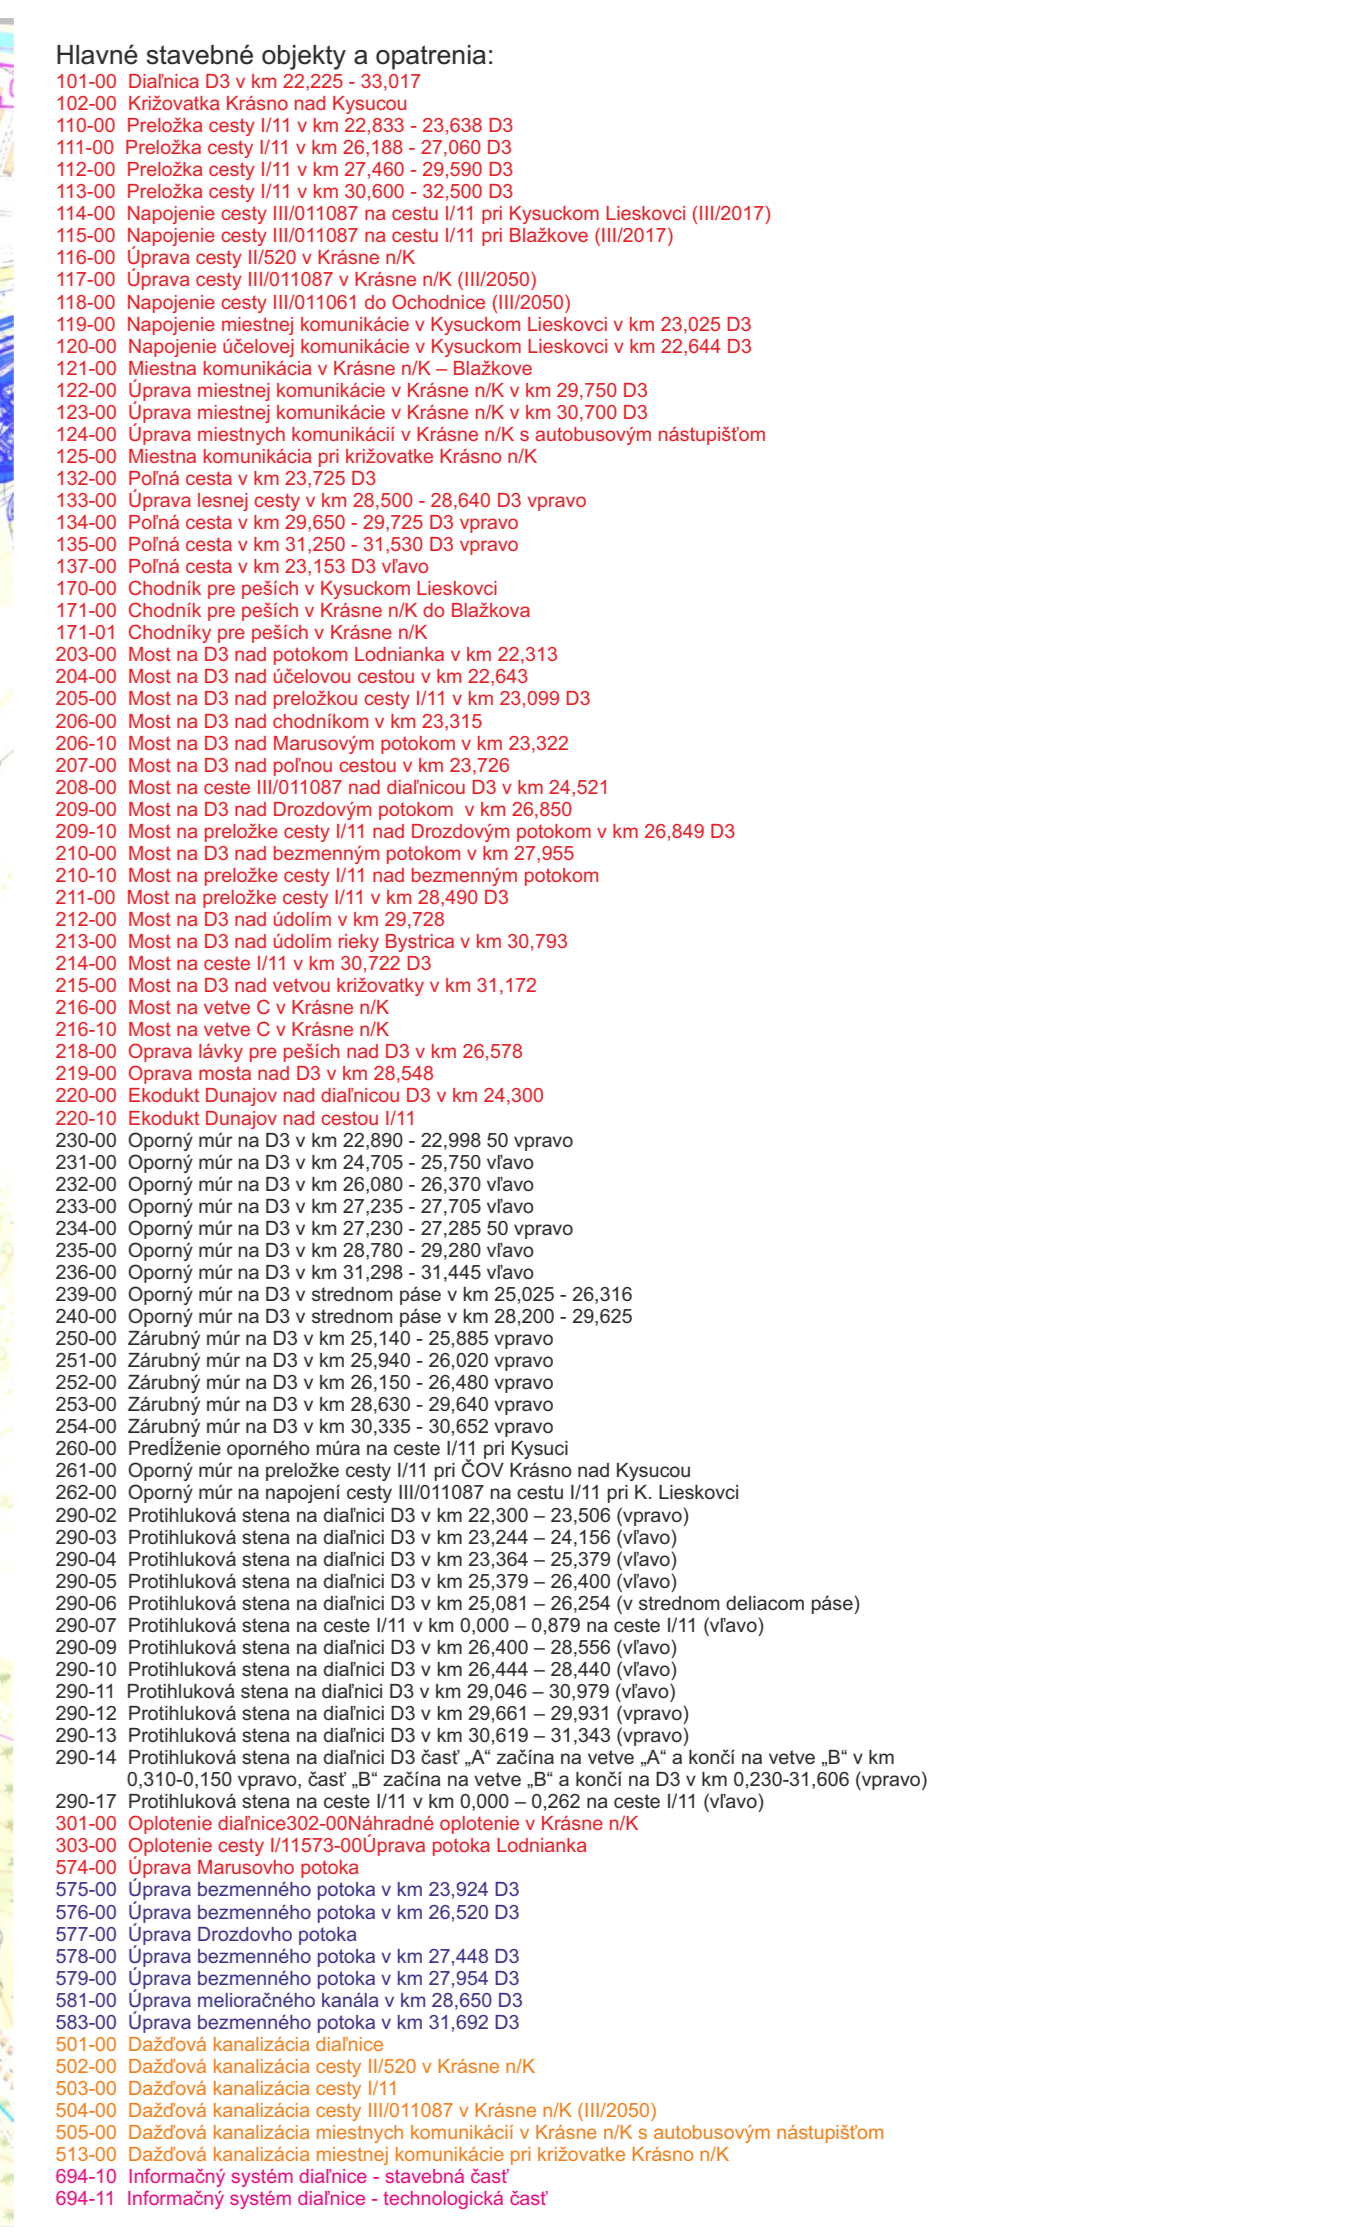 Hlavné stavebné objekty a opatrenia:
101-00 Diaľnica D3 v km 22,225 - 33,017
102-00 Križovatka Krásno nad Kysucou
110-00 Preložka cesty I/11 v km 22,833 - 23,638 D3
111-00 Preložka cesty I/11 v km 26,188 - 27,060 D3
112-00 Preložka cesty I/11 v km 27,460 - 29,590 D3
113-00 Preložka cesty I/11 v km 30,600 - 32,500 D3
114-00 Napojenie cesty III/011087 na cestu I/11 pri Kysuckom Lieskovci (III/2017)
115-00 Napojenie cesty III/011087 na cestu I/11 pri Blažkove (III/2017)
116-00 Úprava cesty II/520 v Krásne n/K
117-00 Úprava cesty III/011087 v Krásne n/K (III/2050)
118-00 Napojenie cesty III/011061 do Ochodnice (III/2050)
119-00 Napojenie miestnej komunikácie v Kysuckom Lieskovci v km 23,025 D3
120-00 Napojenie účelovej komunikácie v Kysuckom Lieskovci v km 22,644 D3
121-00 Miestna komunikácia v Krásne n/K – Blažkove
122-00 Úprava miestnej komunikácie v Krásne n/K v km 29,750 D3
123-00 Úprava miestnej komunikácie v Krásne n/K v km 30,700 D3
124-00 Úprava miestnych komunikácií v Krásne n/K s autobusovým nástupišťom
125-00 Miestna komunikácia pri križovatke Krásno n/K
132-00 Poľná cesta v km 23,725 D3
133-00 Úprava lesnej cesty v km 28,500 - 28,640 D3 vpravo
134-00 Poľná cesta v km 29,650 - 29,725 D3 vpravo
135-00 Poľná cesta v km 31,250 - 31,530 D3 vpravo
137-00 Poľná cesta v km 23,153 D3 vľavo
170-00 Chodník pre peších v Kysuckom Lieskovci
171-00 Chodník pre peších v Krásne n/K do Blažkova
171-01 Chodníky pre peších v Krásne n/K
203-00 Most na D3 nad potokom Lodnianka v km 22,313
204-00 Most na D3 nad účelovou cestou v km 22,643
205-00 Most na D3 nad preložkou cesty I/11 v km 23,099 D3
206-00 Most na D3 nad chodníkom v km 23,315
206-10 Most na D3 nad Marusovým potokom v km 23,322
207-00 Most na D3 nad poľnou cestou v km 23,726
208-00 Most na ceste III/011087 nad diaľnicou D3 v km 24,521
209-00 Most na D3 nad Drozdovým potokom v km 26,850
209-10 Most na preložke cesty I/11 nad Drozdovým potokom v km 26,849 D3
210-00 Most na D3 nad bezmenným potokom v km 27,955
210-10 Most na preložke cesty I/11 nad bezmenným potokom
211-00 Most na preložke cesty I/11 v km 28,490 D3
212-00 Most na D3 nad údolím v km 29,728
213-00 Most na D3 nad údolím rieky Bystrica v km 30,793
214-00 Most na ceste I/11 v km 30,722 D3
215-00 Most na D3 nad vetvou križovatky v km 31,172
216-00 Most na vetve C v Krásne n/K
216-10 Most na vetve C v Krásne n/K
218-00 Oprava lávky pre peších nad D3 v km 26,578
219-00 Oprava mosta nad D3 v km 28,548
220-00 Ekodukt Dunajov nad diaľnicou D3 v km 24,300
220-10 Ekodukt Dunajov nad cestou I/11
230-00 Oporný múr na D3 v km 22,890 - 22,998 50 vpravo
231-00 Oporný múr na D3 v km 24,705 - 25,750 vľavo
232-00 Oporný múr na D3 v km 26,080 - 26,370 vľavo
233-00 Oporný múr na D3 v km 27,235 - 27,705 vľavo
234-00 Oporný múr na D3 v km 27,230 - 27,285 50 vpravo
235-00 Oporný múr na D3 v km 28,780 - 29,280 vľavo
236-00 Oporný múr na D3 v km 31,298 - 31,445 vľavo
239-00 Oporný múr na D3 v strednom páse v km 25,025 - 26,316
240-00 Oporný múr na D3 v strednom páse v km 28,200 - 29,625
250-00 Zárubný múr na D3 v km 25,140 - 25,885 vpravo
251-00 Zárubný múr na D3 v km 25,940 - 26,020 vpravo
252-00 Zárubný múr na D3 v km 26,150 - 26,480 vpravo
253-00 Zárubný múr na D3 v km 28,630 - 29,640 vpravo
254-00 Zárubný múr na D3 v km 30,335 - 30,652 vpravo
260-00 Predĺženie oporného múra na ceste I/11 pri Kysuci
261-00 Oporný múr na preložke cesty I/11 pri ČOV Krásno nad Kysucou
262-00 Oporný múr na napojení cesty III/011087 na cestu I/11 pri K. Lieskovci
290-02 Protihluková stena na diaľnici D3 v km 22,300 – 23,506 (vpravo)
290-03 Protihluková stena na diaľnici D3 v km 23,244 – 24,156 (vľavo)
290-04 Protihluková stena na diaľnici D3 v km 23,364 – 25,379 (vľavo)
290-05 Protihluková stena na diaľnici D3 v km 25,379 – 26,400 (vľavo)
290-06 Protihluková stena na diaľnici D3 v km 25,081 – 26,254 (v strednom deliacom páse)
290-07 Protihluková stena na ceste I/11 v km 0,000 – 0,879 na ceste I/11 (vľavo)
290-09 Protihluková stena na diaľnici D3 v km 26,400 – 28,556 (vľavo)
290-10 Protihluková stena na diaľnici D3 v km 26,444 – 28,440 (vľavo)
290-11 Protihluková stena na diaľnici D3 v km 29,046 – 30,979 (vľavo)
290-12 Protihluková stena na diaľnici D3 v km 29,661 – 29,931 (vpravo)
290-13 Protihluková stena na diaľnici D3 v km 30,619 – 31,343 (vpravo)
290-14 Protihluková stena na diaľnici D3 časť „A“ začína na vetve „A“ a končí na vetve „B“ v km
0,310-0,150 vpravo, časť „B“ začína na vetve „B“ a končí na D3 v km 0,230-31,606 (vpravo)
290-17 Protihluková stena na ceste I/11 v km 0,000 – 0,262 na ceste I/11 (vľavo)
301-00 Oplotenie diaľnice302-00Náhradné oplotenie v Krásne n/K
303-00 Oplotenie cesty I/11573-00Úprava potoka Lodnianka
574-00 Úprava Marusovho potoka
575-00 Úprava bezmenného potoka v km 23,924 D3
576-00 Úprava bezmenného potoka v km 26,520 D3
577-00 Úprava Drozdovho potoka
578-00 Úprava bezmenného potoka v km 27,448 D3
579-00 Úprava bezmenného potoka v km 27,954 D3
581-00 Úprava melioračného kanála v km 28,650 D3
583-00 Úprava bezmenného potoka v km 31,692 D3
501-00 Dažďová kanalizácia diaľnice
502-00 Dažďová kanalizácia cesty II/520 v Krásne n/K
503-00 Dažďová kanalizácia cesty I/11
504-00 Dažďová kanalizácia cesty III/011087 v Krásne n/K (III/2050)
505-00 Dažďová kanalizácia miestnych komunikácií v Krásne n/K s autobusovým nástupišťom
513-00 Dažďová kanalizácia miestnej komunikácie pri križovatke Krásno n/K
694-10 Informačný systém diaľnice - stavebná časť
694-11 Informačný systém diaľnice - technologická časť